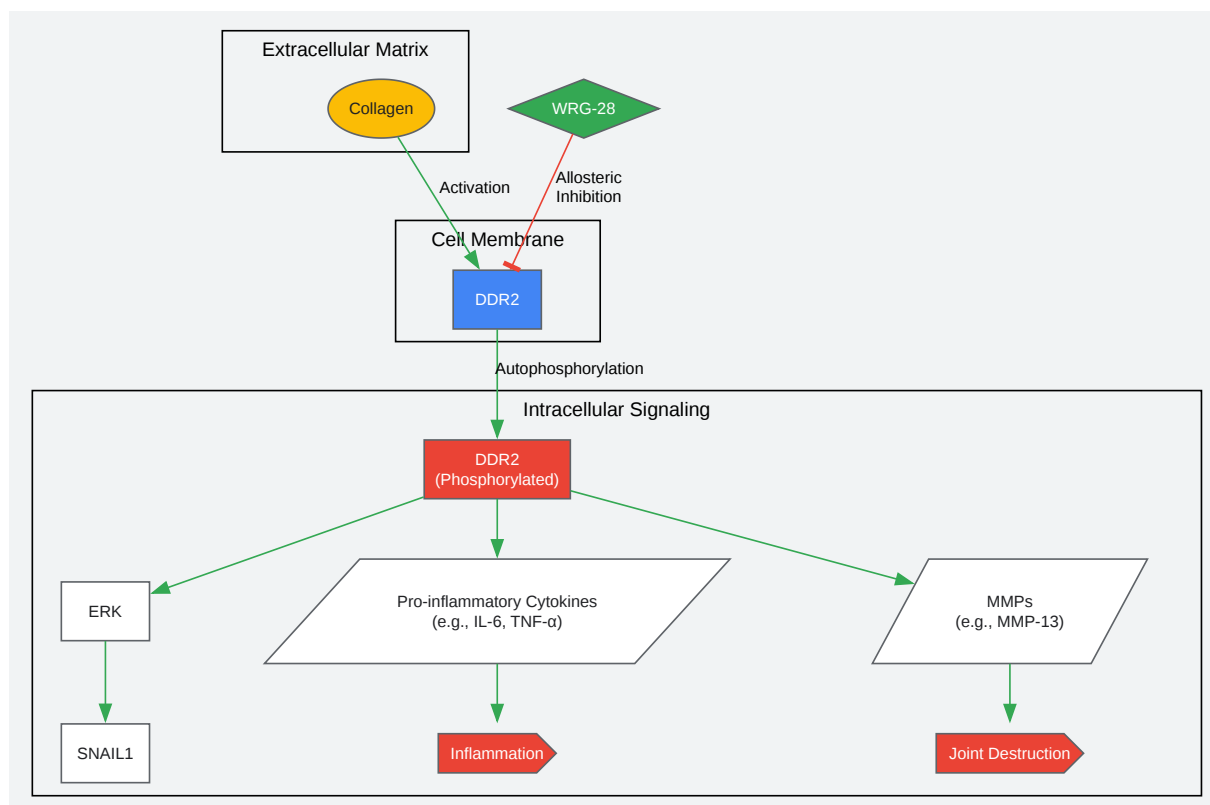 Extracellular Matrix
Collagen
WRG-28
Activation
Allosteric
Inhibition
Cell Membrane
DDR2
Autophosphorylation
Intracellular Signaling
DDR2
(Phosphorylated)
ERK
Pro-inflammatory Cytokines
(e.g., IL-6, TNF-α)
MMPs
(e.g., MMP-13)
SNAIL1
Inflammation
Joint Destruction